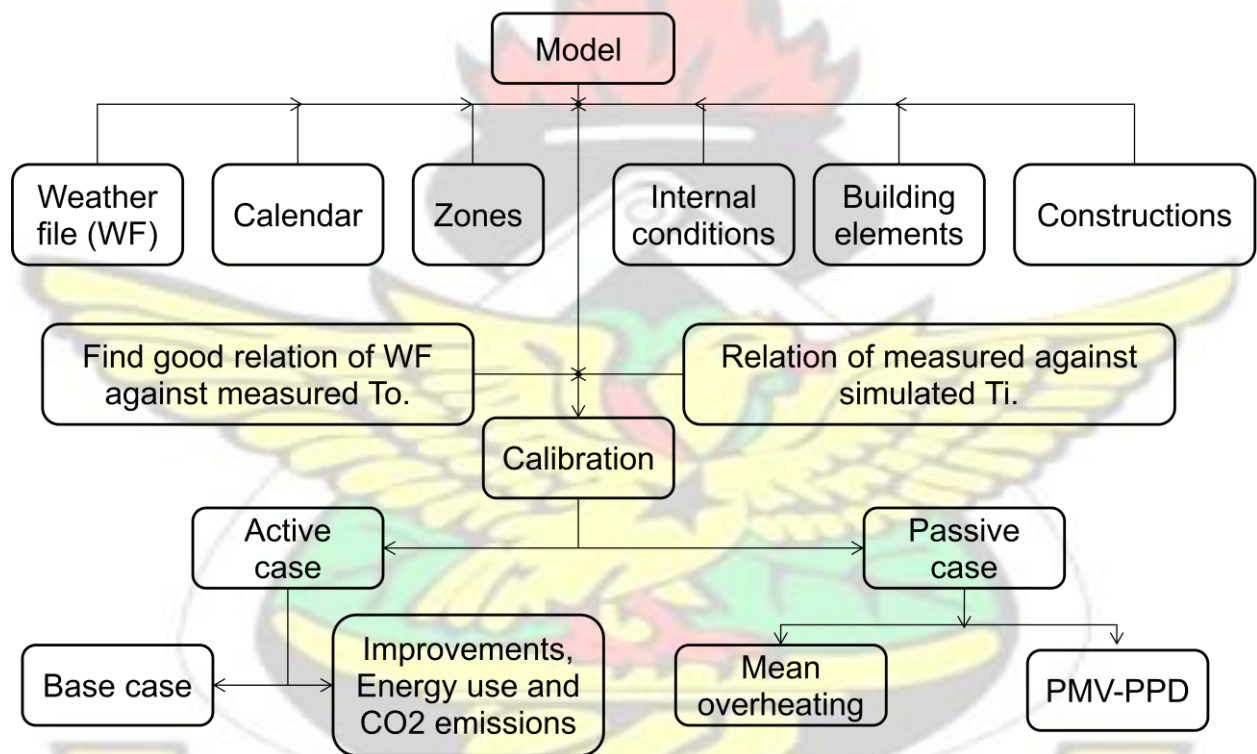 Model
Weather
file (WF)
Calendar
Zones
Internal
conditions
Building
elements
Constructions
Find good relation of WF
against measured To.
Relation of measured against
simulated Ti.
Calibration
Active
case
Passive
case
Base case
Improvements,
Energy use and
CO2 emissions
Mean
overheating
PMV-PPD